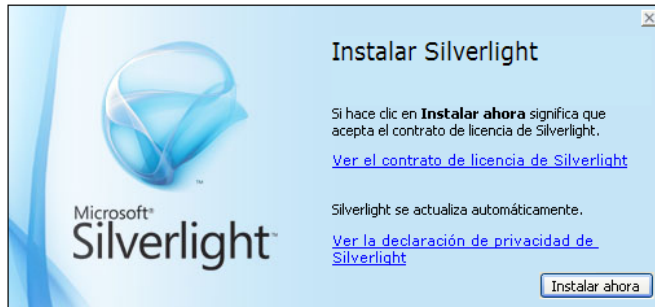 Instalar Silverlight
Si hace clic en Instalar ahora significa que
acepta el contrato de licencia de Silverlight.
Ver el contrato de licencia de Silverlight
Microsoft®
Silverlight™
Silverlight se actualiza automáticamente.
Ver la declaración de privacidad de
Silverlight
Instalar ahora